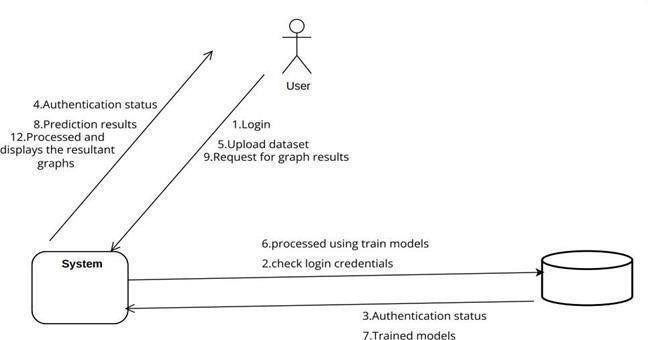 User
4.Authentication status
8.Prediction results
12.Processed and
displays the resultant
graphs
1.Login
5.Upload dataset
9.Request for graph results
System
6.processed using train models
2.check login credentials
3.Authentication status
7.Trained models